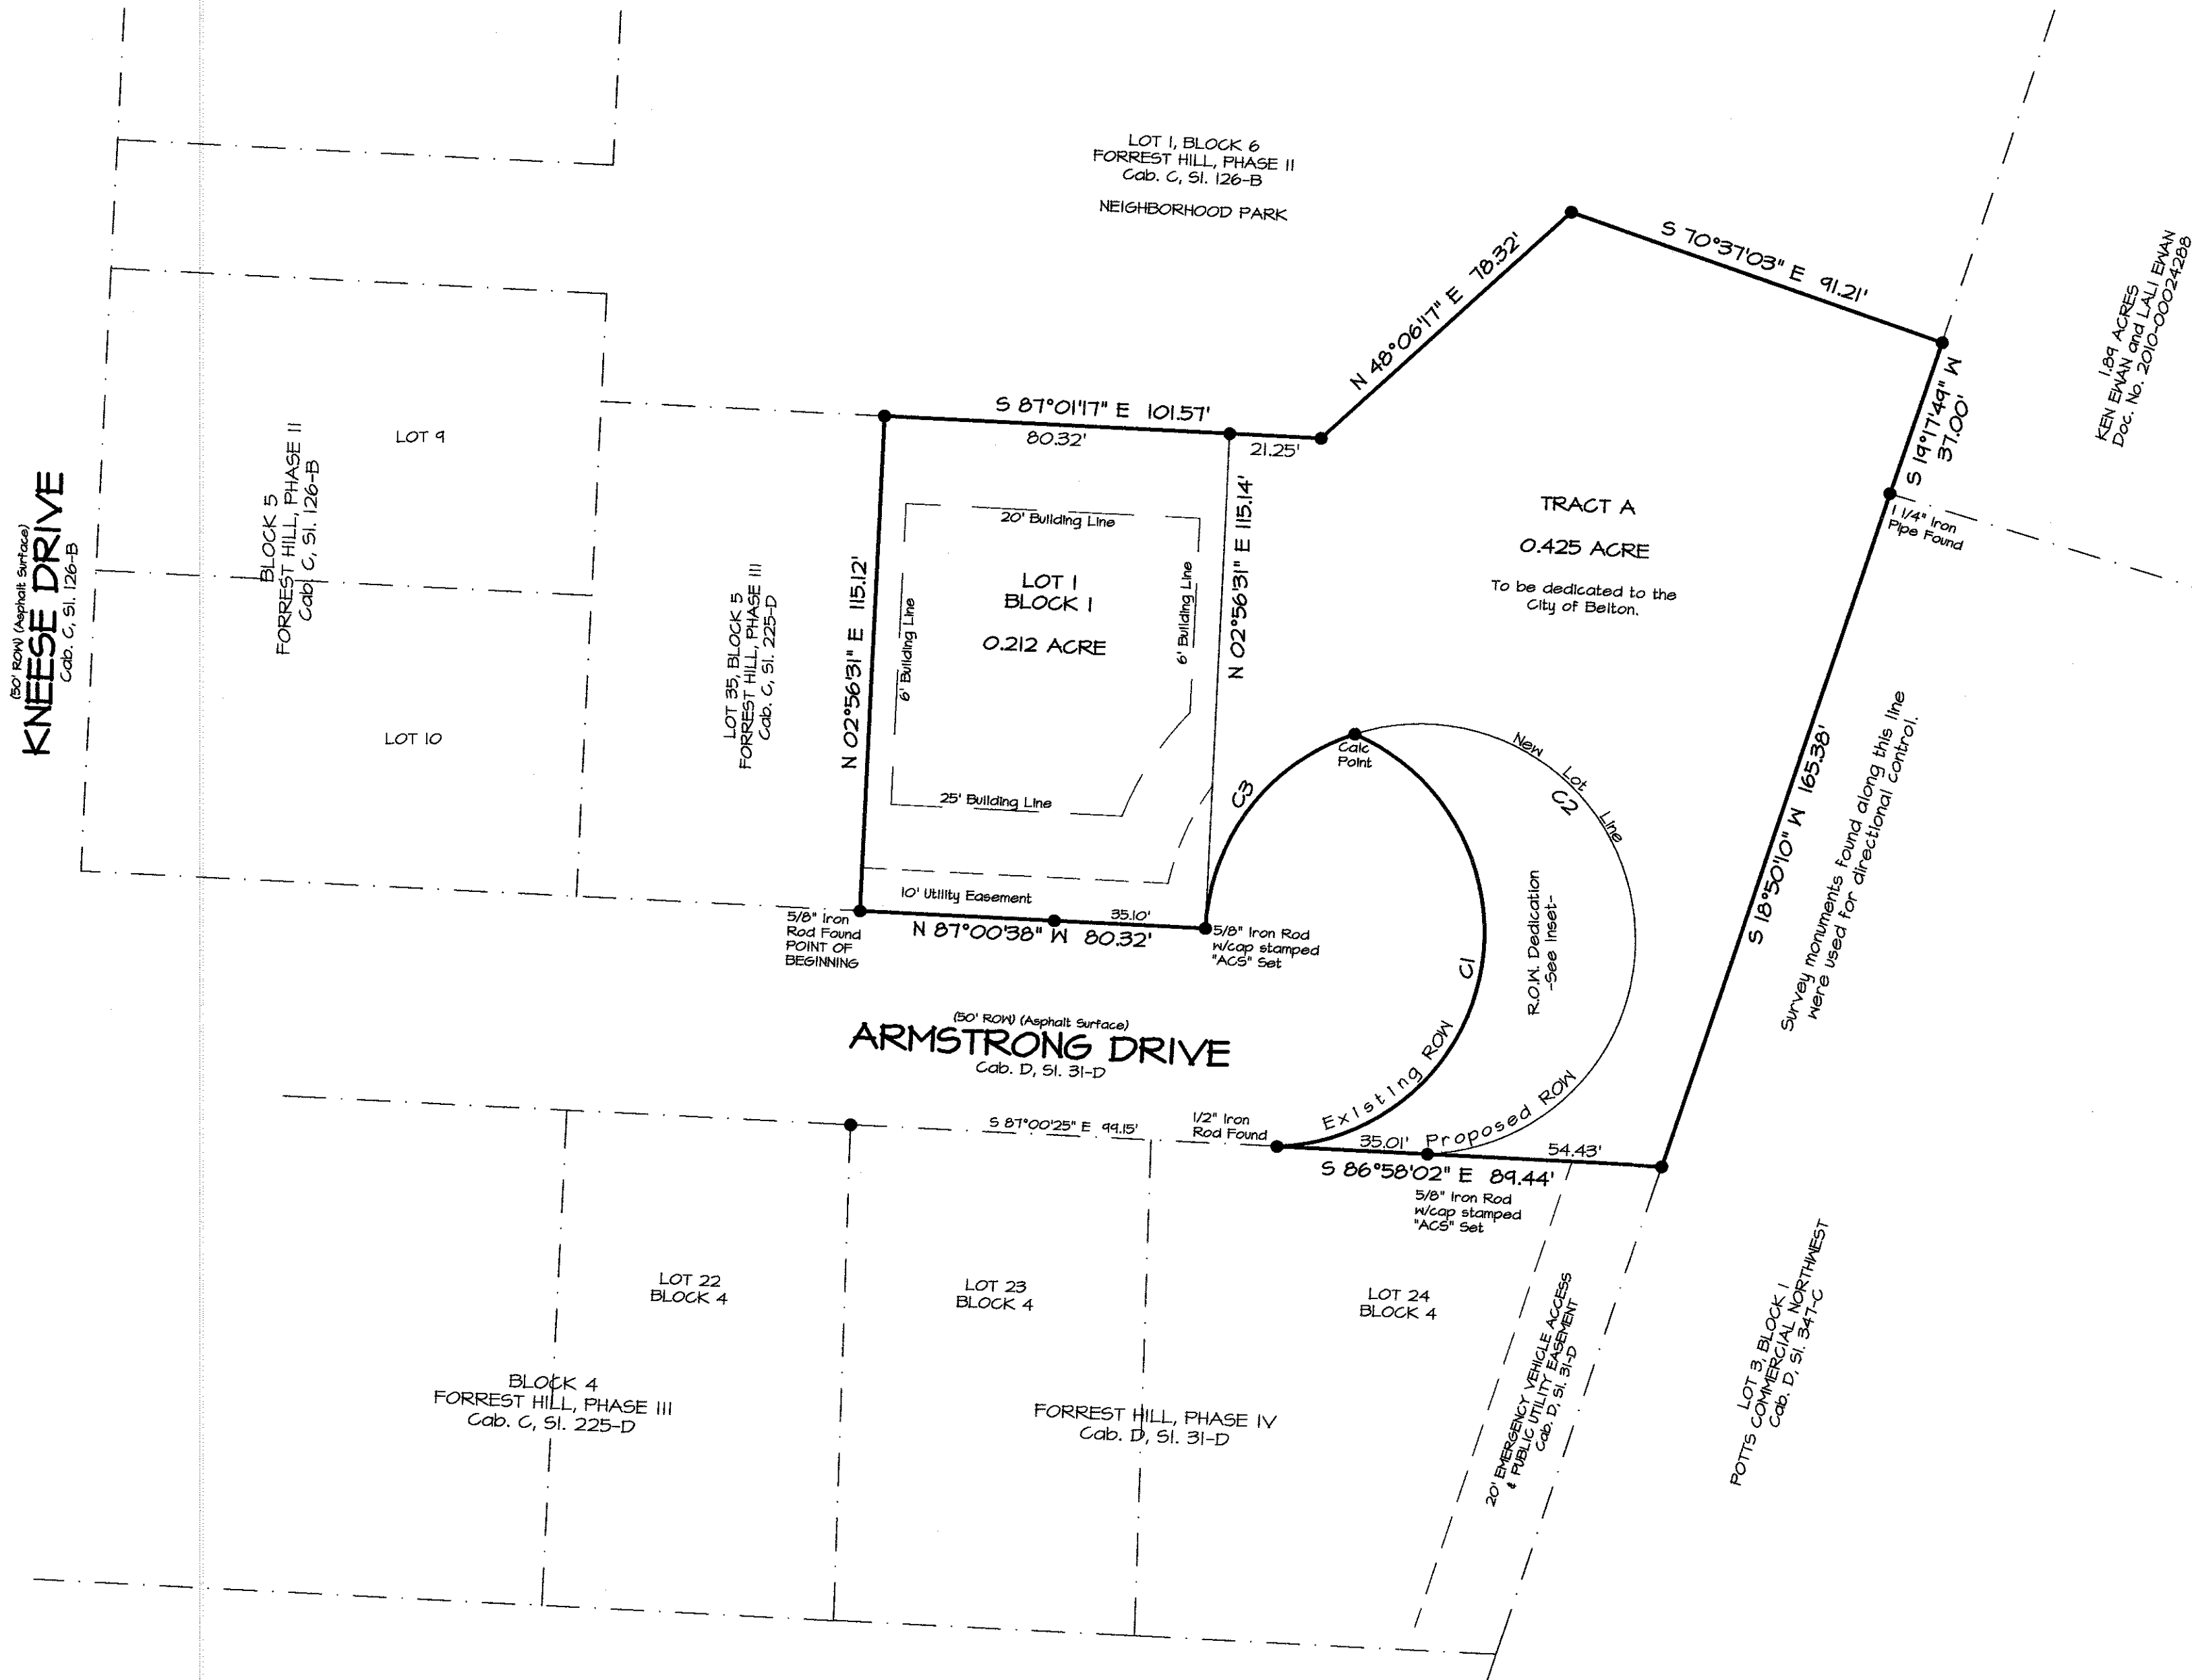 LOT 1, BLOCK 6
FORREST HILL, PHASE II
Cab. C, Sl. 126-B
NEIGHBORHOOD PARK
S 70°37'03" E 91.21'
N 48°06'17" E 78.32'
1.89 ACRES
KEN EWAN and LALI EWAN
Doc. No. 2010-00024288
S 19°17'49" W
37.00'
1 1/4" Iron
Pipe Found
S 87°01'17" E 101.57'
80.32'
21.25'
LOT 9
BLOCK 5
FORREST HILL, PHASE II
Cab. C, Sl. 126-B
(50' ROW) (Asphalt Surface)
KNEESE DRIVE
Cab. C, Sl. 126-B
LOT 10
LOT 35, BLOCK 5
FORREST HILL, PHASE III
Cab. C, Sl. 225-D
N 02°56'31" E 115.12'
20' Building Line
6' Building Line
LOT 1
BLOCK 1
0.212 ACRE
6' Building Line
N 02°56'31" E 115.14'
25' Building Line
10' Utility Easement
TRACT A
0.425 ACRE
To be dedicated to the
City of Belton.
Calc
Point
C3
New Lot Line
C2
C1
R.O.W. Dedication
-See Inset-
S 18°50'10" W 165.38'
Survey monuments found along this line
were used for directional control.
5/8" Iron
Rod Found
POINT OF
BEGINNING
35.10'
N 87°00'38" W 80.32'
5/8" Iron Rod
w/cap stamped
"ACS" Set
(50' ROW) (Asphalt Surface)
ARMSTRONG DRIVE
Cab. D, Sl. 31-D
S 87°00'25" E 99.15'
1/2" Iron
Rod Found
Existing ROW
Proposed ROW
35.01'
54.43'
S 86°58'02" E 89.44'
5/8" Iron Rod
w/cap stamped
"ACS" Set
LOT 22
BLOCK 4
LOT 23
BLOCK 4
LOT 24
BLOCK 4
BLOCK 4
FORREST HILL, PHASE III
Cab. C, Sl. 225-D
FORREST HILL, PHASE IV
Cab. D, Sl. 31-D
20' EMERGENCY VEHICLE ACCESS
& PUBLIC UTILITY EASEMENT
Cab. D, Sl. 31-D
LOT 3, BLOCK 1
POTTS COMMERCIAL NORTHWEST
Cab. D, Sl. 347-C